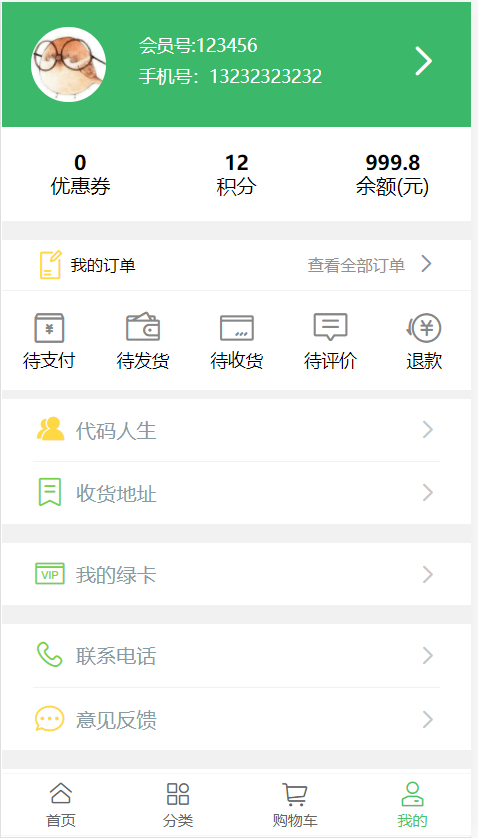 会员号:123456
手机号：13232323232
0 12 999.8
优惠券 积分 余额(元)
我的订单 查看全部订单
待支付 待发货 待收货 待评价 退款
代码人生
收货地址
VIP 我的绿卡
联系电话
意见反馈
首页 分类 购物车 我的